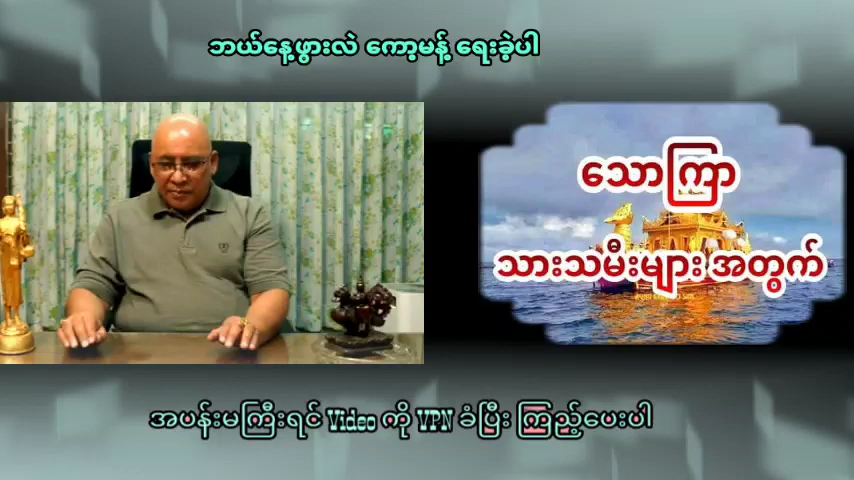 ဘယ်နေ့ဖွားလဲ ကော့မန့် ရေးခဲ့ပါ
သောကြာ
သားသမီးများ အတွက်
အပန်းမကြီးရင် Video ကို VPN ခံပြီး ကြည့်ပေးပါ